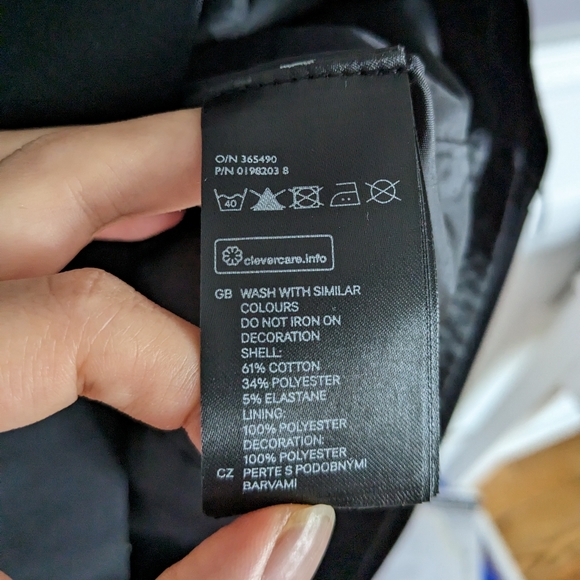 O/N 365490
P/N 0198203 8
40
clevercare.info
GB WASH WITH SIMILAR
COLOURS
DO NOT IRON ON
DECORATION
SHELL:
61% COTTON
34% POLYESTER
5% ELASTANE
LINING:
100% POLYESTER
DECORATION:
100% POLYESTER
CZ PERTE S PODOBNÝMI
BARVAMI